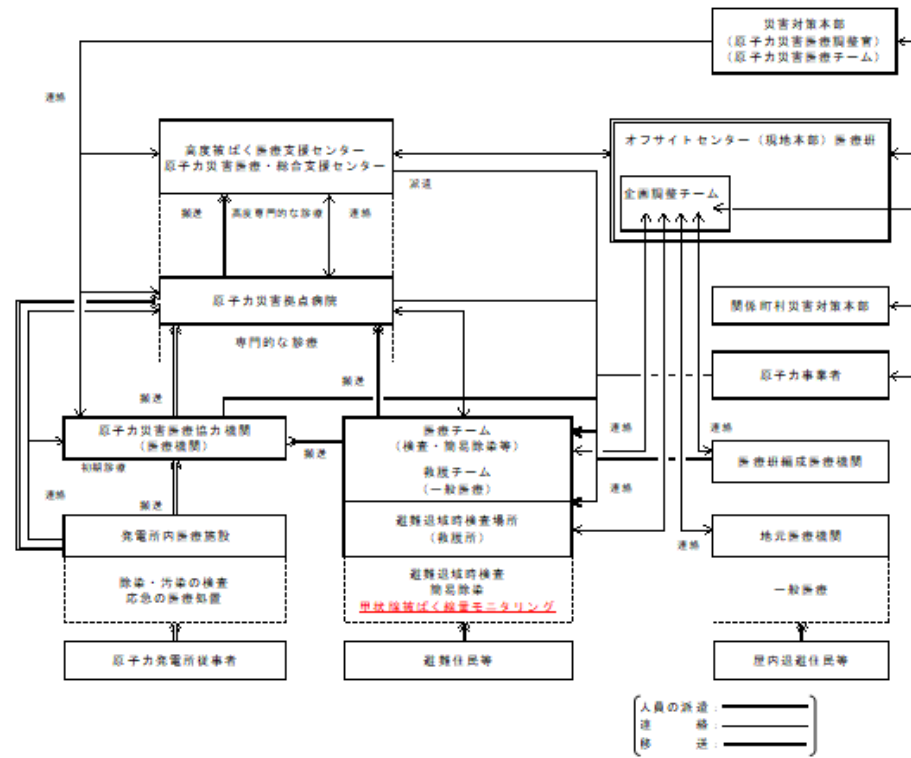 災害対策本部
（原子力災害医療調整官）
（原子力災害医療チーム）
連絡
高度被ばく医療支援センター
原子力災害医療・総合支援センター
オフサイトセンター（現地本部）医療班
派遣
企画調整チーム
搬送
高度専門的な診療
連絡
原子力災害拠点病院
関係町村災害対策本部
専門的な診療
原子力事業者
搬送
搬送
原子力災害医療協力機関
（医療機関）
医療チーム
（検査・簡易除染等）
連絡
連絡
搬送
初期診療
救護チーム
（一般医療）
医療班編成医療機関
連絡
連絡
搬送
発電所内医療施設
避難退域時検査場所
（救護所）
地元医療機関
連絡
除染・汚染の検査
応急の医療処置
避難退域時検査
簡易除染
甲状腺被ばく線量モニタリング
一般医療
原子力発電所従事者
避難住民等
屋内退避住民等
人員の派遣：
連絡：
移送：